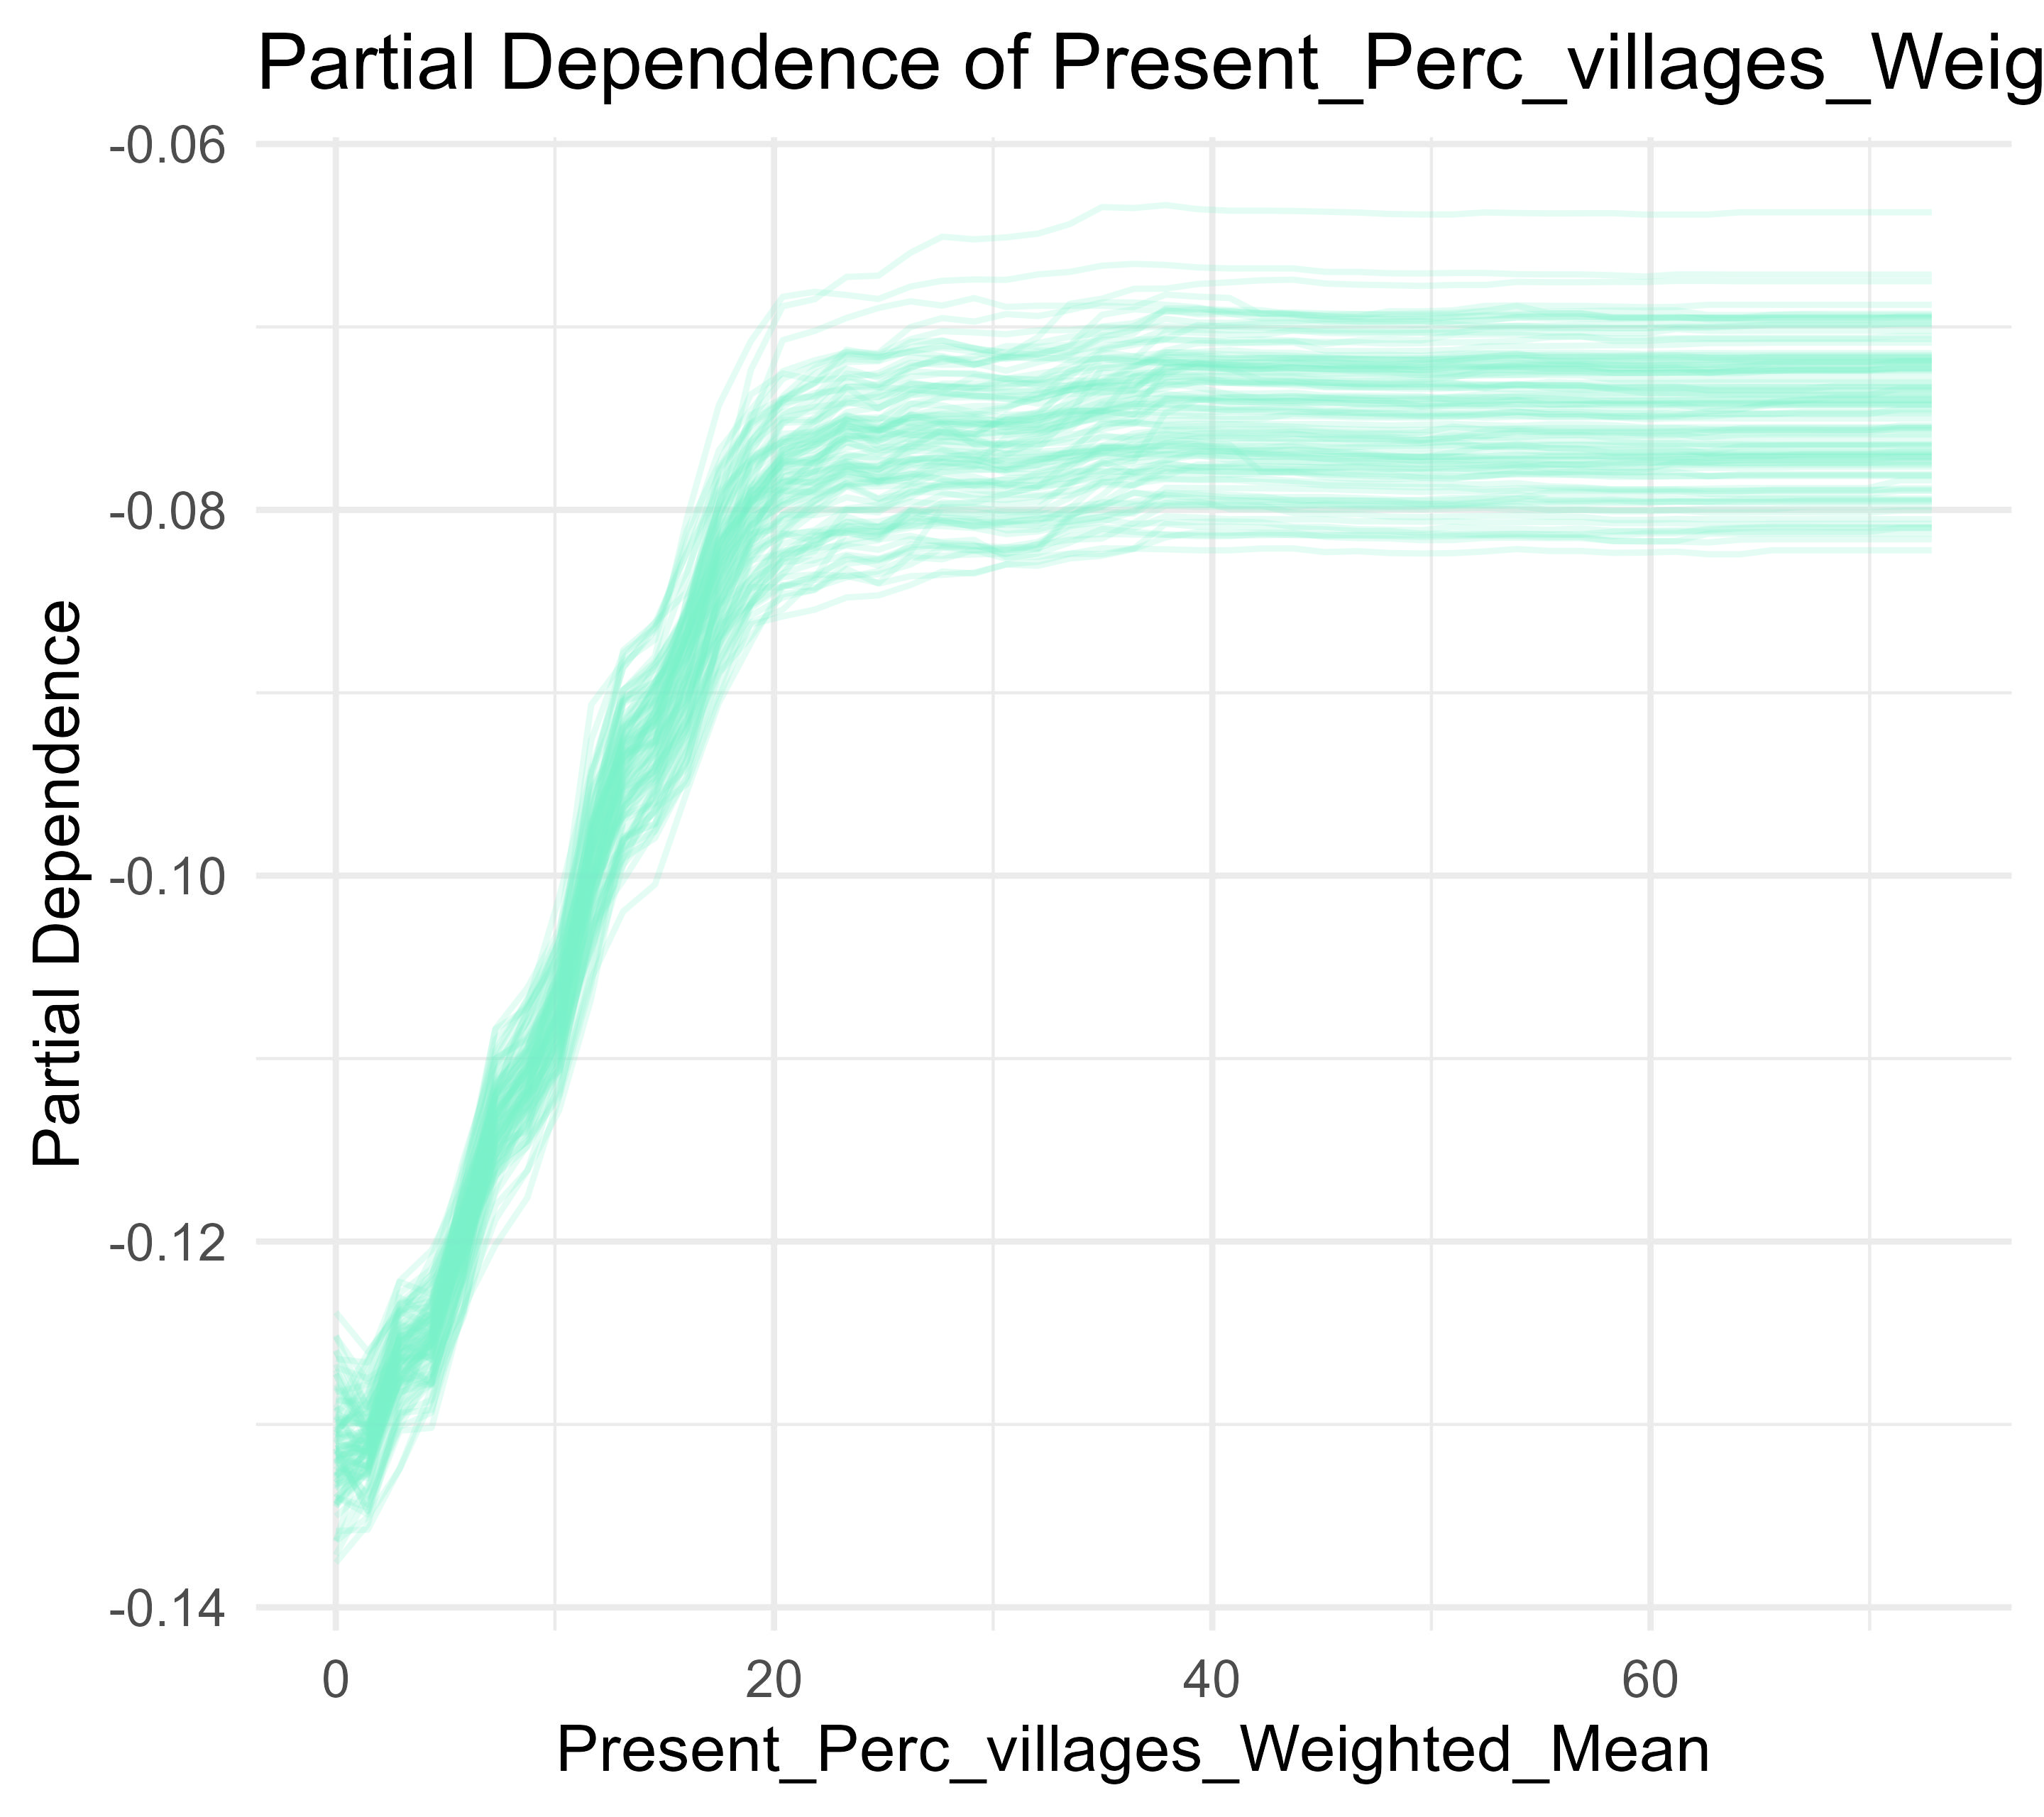 Partial Dependence of Present_Perc_villages_Weig
-0.06
-0.08
-0.10
-0.12
-0.14
Partial Dependence
0 20 40 60
Present_Perc_villages_Weighted_Mean